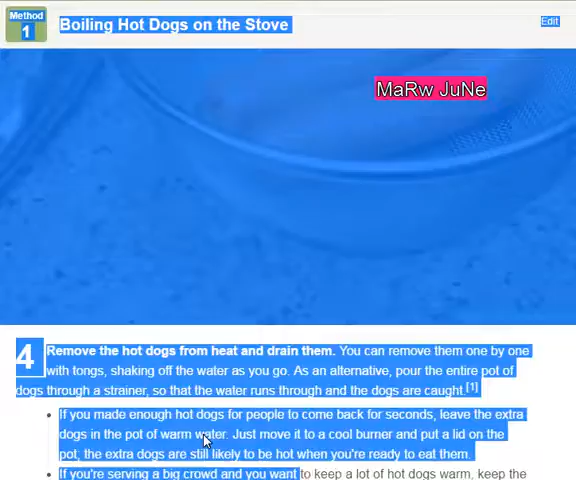 Method
1
Boiling Hot Dogs on the Stove
Edit
MaRw JuNe
4 Remove the hot dogs from heat and drain them. You can remove them one by one
with tongs, shaking off the water as you go. As an alternative, pour the entire pot of
dogs through a strainer, so that the water runs through and the dogs are caught.[1]
If you made enough hot dogs for people to come back for seconds, leave the extra
dogs in the pot of warm water. Just move it to a cool burner and put a lid on the
pot; the extra dogs are still likely to be hot when you're ready to eat them.
If you're serving a big crowd and you want to keep a lot of hot dogs warm, keep the